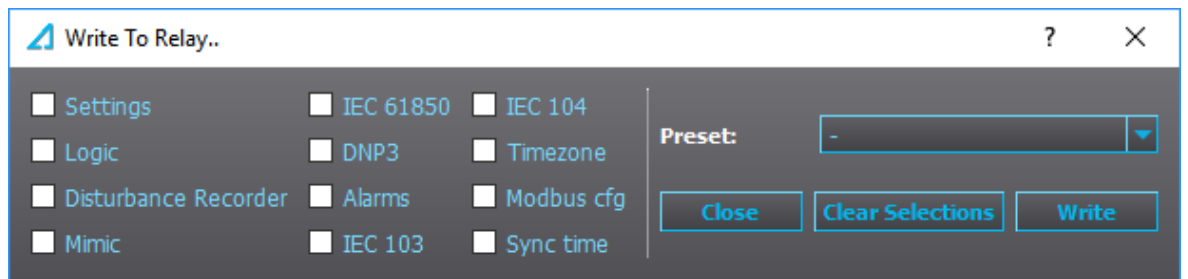 Write To Relay..
?
Settings IEC 61850 IEC 104
Logic DNP3 Timezone
Disturbance Recorder Alarms Modbus cfg
Mimic IEC 103 Sync time
Preset: -
Close Clear Selections Write